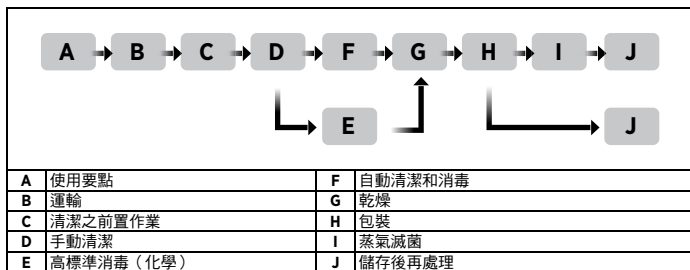 A B C D F G H I J
E J
A 使用要點 F 自動清潔和消毒
B 運輸 G 乾燥
C 清潔之前置作業 H 包裝
D 手動清潔 I 蒸氣滅菌
E 高標準消毒（化學） J 儲存後再處理